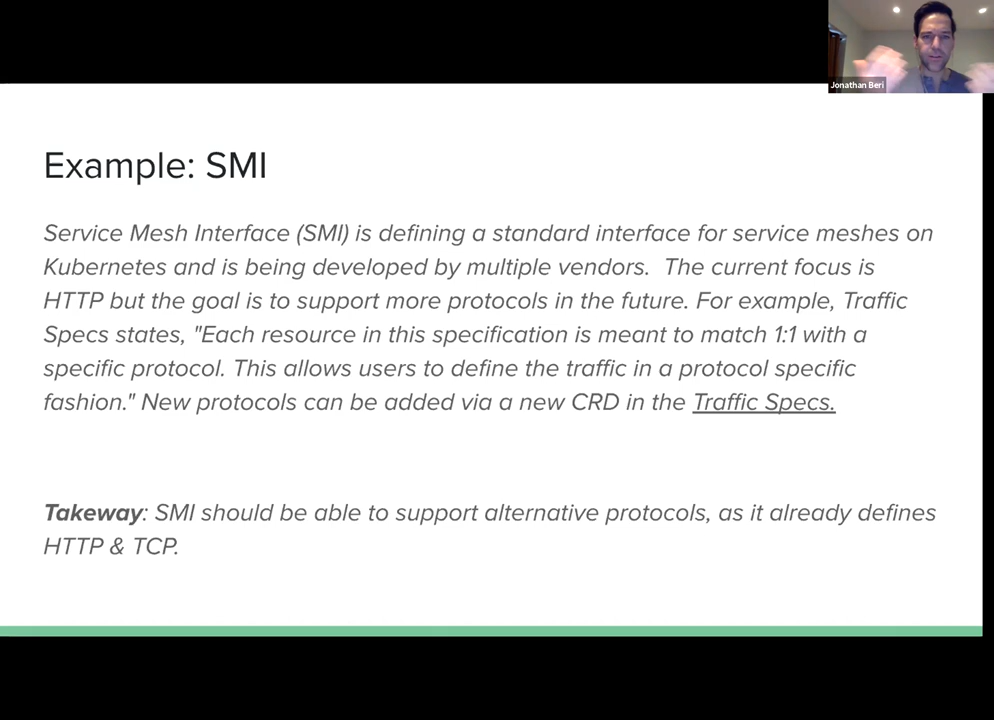 Jonathan Beri
Example: SMI
Service Mesh Interface (SMI) is defining a standard interface for service meshes on
Kubernetes and is being developed by multiple vendors.  The current focus is
HTTP but the goal is to support more protocols in the future. For example, Traffic
Specs states, "Each resource in this specification is meant to match 1:1 with a
specific protocol. This allows users to define the traffic in a protocol specific
fashion." New protocols can be added via a new CRD in the Traffic Specs.
Takeway: SMI should be able to support alternative protocols, as it already defines
HTTP & TCP.